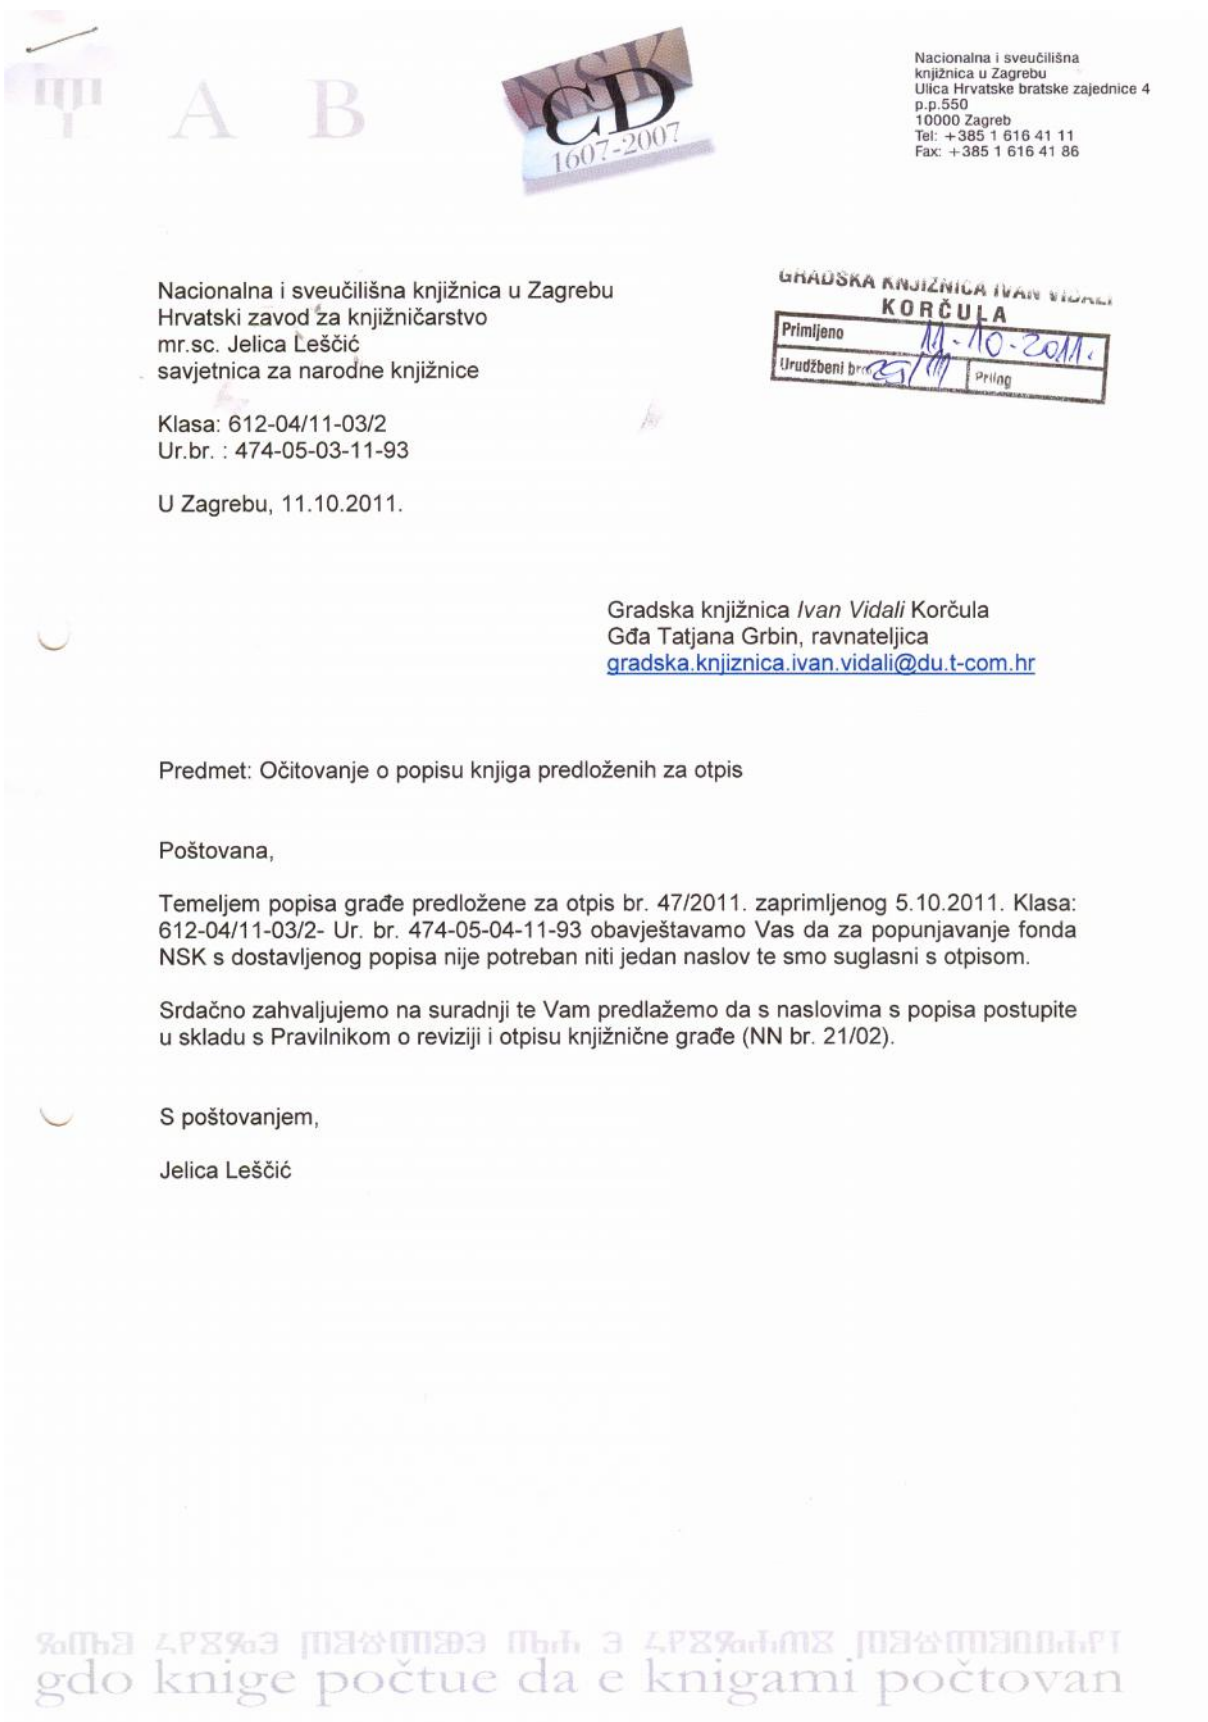 A B
NSK
CD
1607-2007
Nacionalna i sveučilišna
knjižnica u Zagrebu
Ulica Hrvatske bratske zajednice 4
p.p.550
10000 Zagreb
Tel: +385 1 616 41 11
Fax: +385 1 616 41 86
Nacionalna i sveučilišna knjižnica u Zagrebu
Hrvatski zavod za knjižničarstvo
mr.sc. Jelica Leščić
savjetnica za narodne knjižnice
GRADSKA KNJIŽNICA IVAN VIDALI
KORČULA
Primljeno 11-10-2011.
Urudžbeni br. Prilog
Klasa: 612-04/11-03/2
Ur.br. : 474-05-03-11-93
U Zagrebu, 11.10.2011.
Gradska knjižnica Ivan Vidali Korčula
Gđa Tatjana Grbin, ravnateljica
gradska.knjiznica.ivan.vidali@du.t-com.hr
Predmet: Očitovanje o popisu knjiga predloženih za otpis
Poštovana,
Temeljem popisa građe predložene za otpis br. 47/2011. zaprimljenog 5.10.2011. Klasa:
612-04/11-03/2- Ur. br. 474-05-04-11-93 obavještavamo Vas da za popunjavanje fonda
NSK s dostavljenog popisa nije potreban niti jedan naslov te smo suglasni s otpisom.
Srdačno zahvaljujemo na suradnji te Vam predlažemo da s naslovima s popisa postupite
u skladu s Pravilnikom o reviziji i otpisu knjižnične građe (NN br. 21/02).
S poštovanjem,
Jelica Leščić
gdo knige počtue da e knigami počtovan